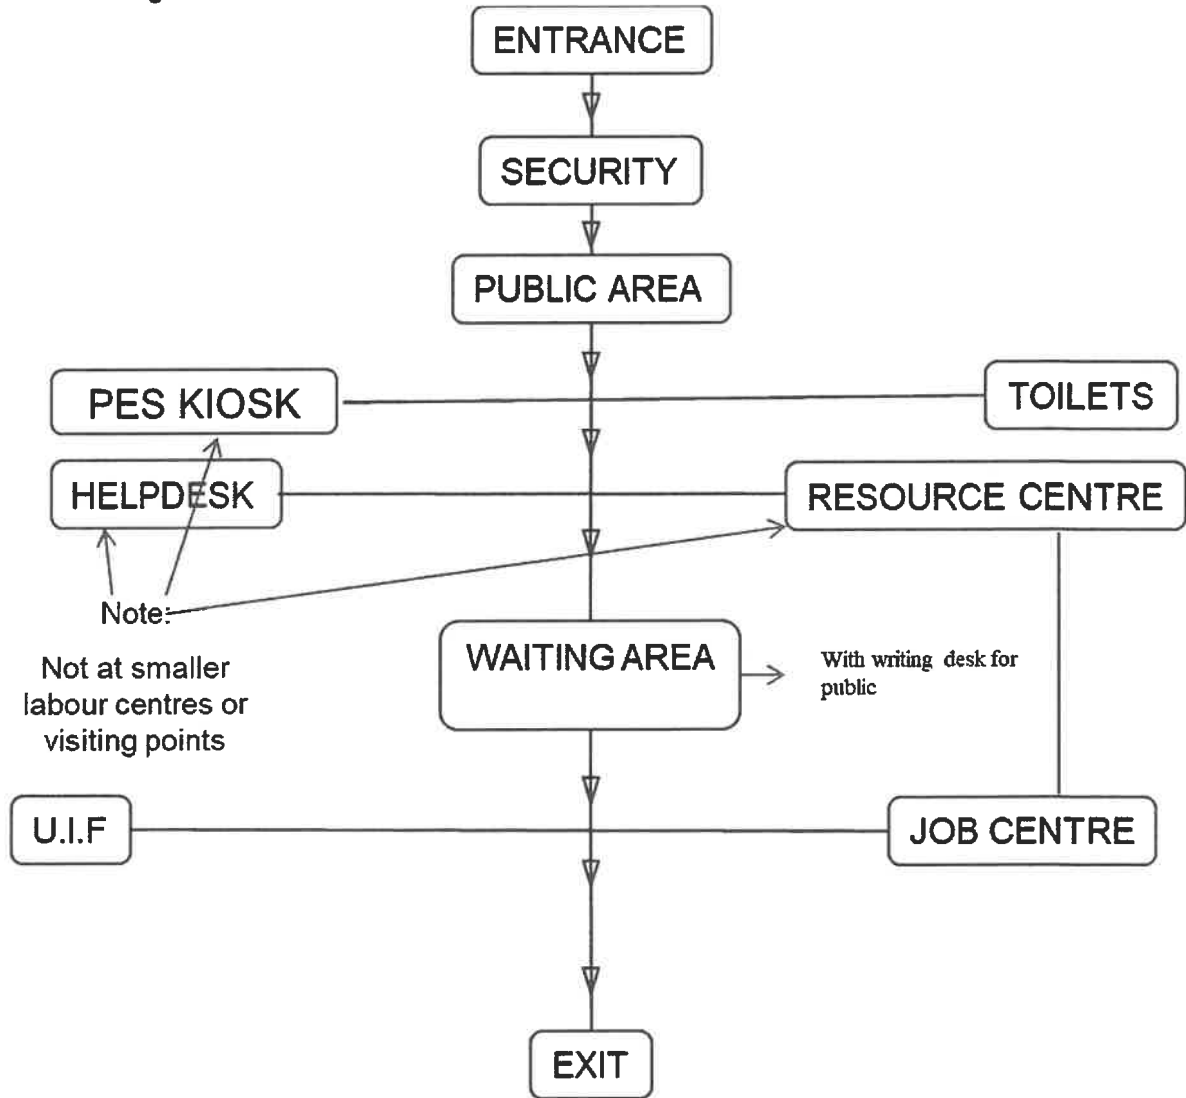 ENTRANCE
SECURITY
PUBLIC AREA
PES KIOSK
TOILETS
HELPDESK
RESOURCE CENTRE
Note:
Not at smaller
labour centres or
visiting points
WAITING AREA
With writing desk for
public
U.I.F
JOB CENTRE
EXIT